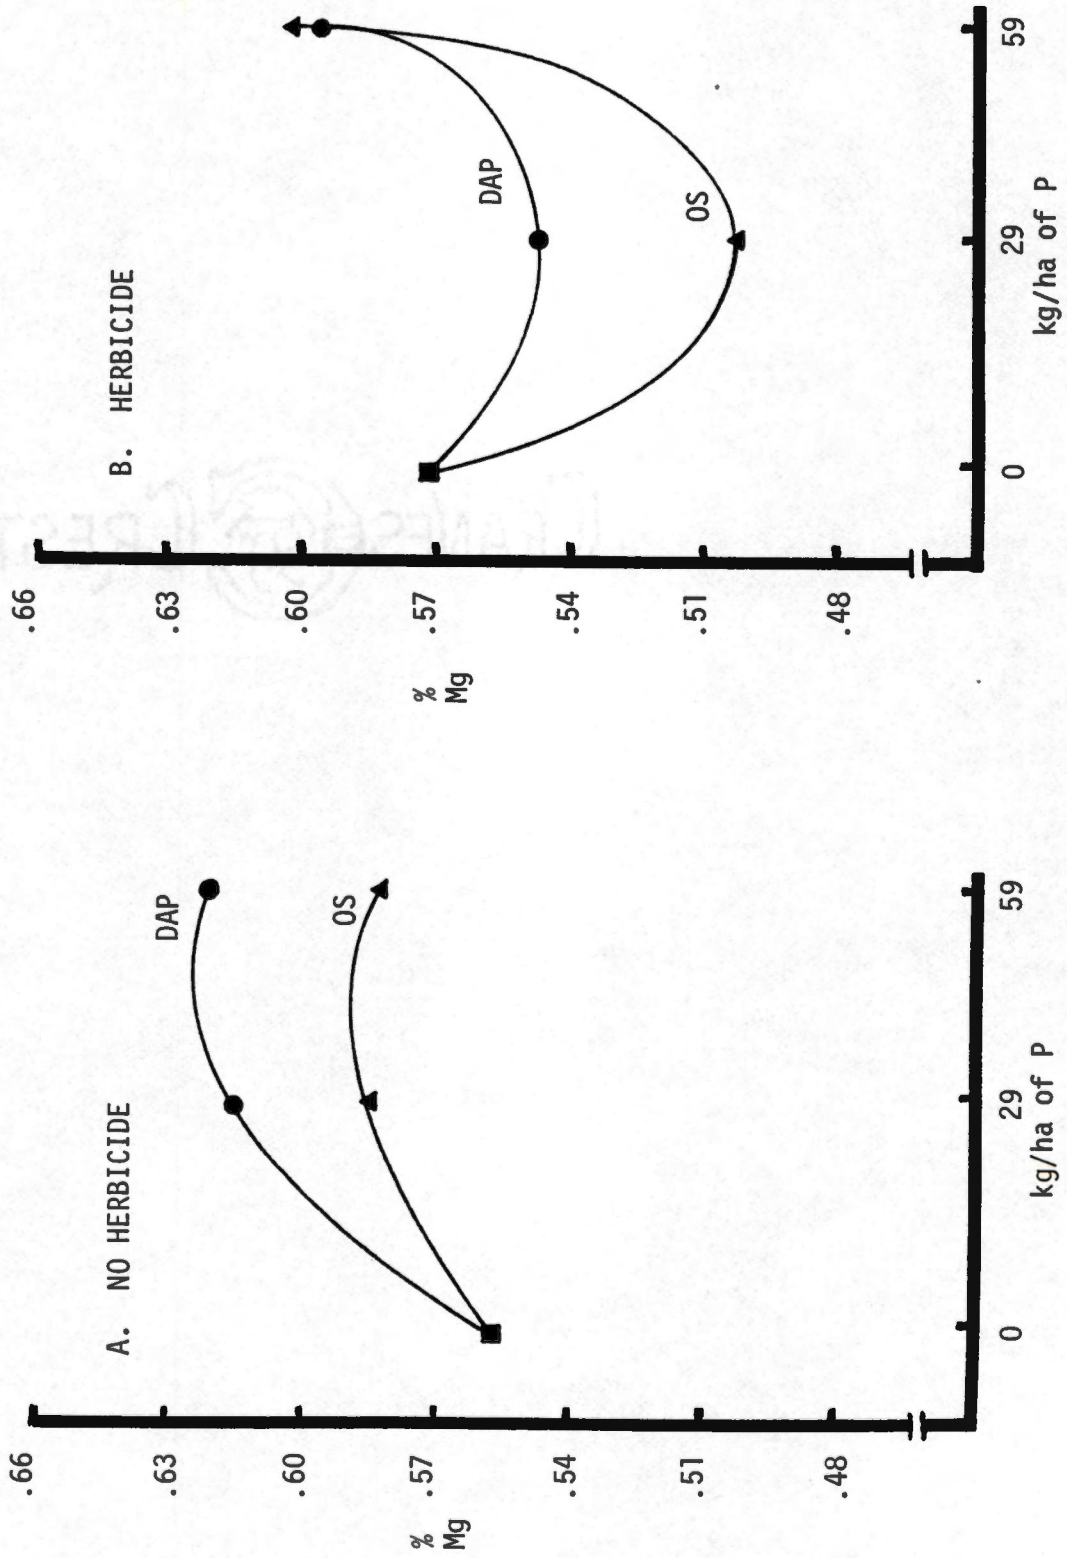 A. NO HERBICIDE
.66
.63
.60
.57
.54
.51
.48
%
Mg
DAP
OS
0
29
59
kg/ha of P
B. HERBICIDE
.66
.63
.60
.57
.54
.51
.48
%
Mg
DAP
OS
0
29
59
kg/ha of P